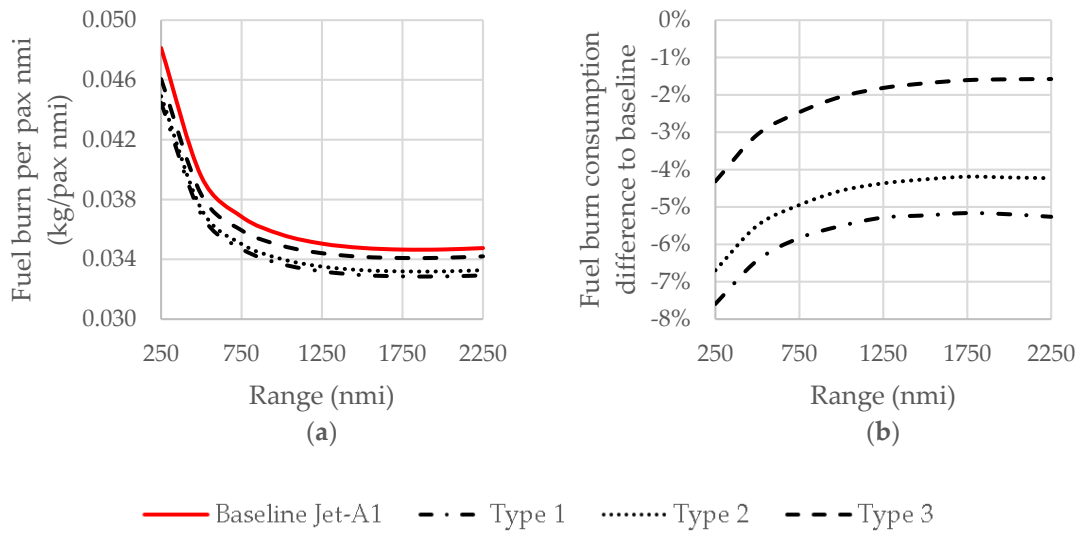 Fuel burn per pax nmi
(kg/pax nmi)
0.050
0.046
0.042
0.038
0.034
0.030
250 750 1250 1750 2250
Range (nmi)
(a)
Fuel burn consumption
difference to baseline
0%
-1%
-2%
-3%
-4%
-5%
-6%
-7%
-8%
250 750 1250 1750 2250
Range (nmi)
(b)
Baseline Jet-A1 Type 1 Type 2 Type 3